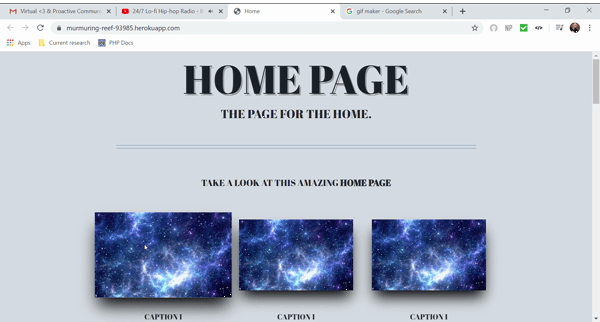 Virtual <3 & Proactive Commun
24/7 Lo-fi Hip-hop Radio -
Home
gif maker - Google Search
murmuring-reef-93985.herokuapp.com
Apps
Current research
PHP Docs
HOME PAGE
THE PAGE FOR THE HOME.
TAKE A LOOK AT THIS AMAZING HOME PAGE
CAPTION 1 CAPTION 1 CAPTION 1